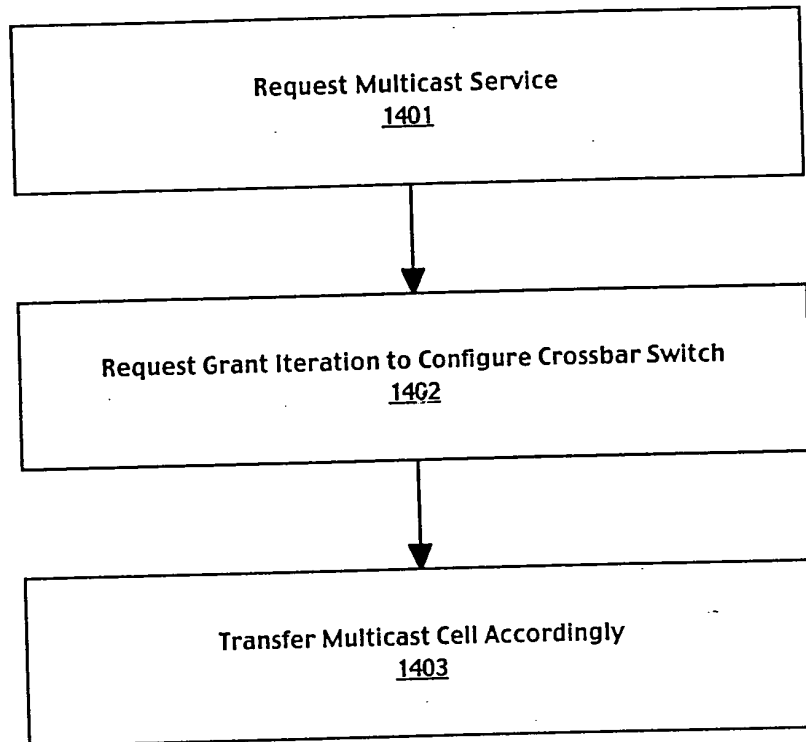 Request Multicast Service
1401
Request Grant Iteration to Configure Crossbar Switch
1402
Transfer Multicast Cell Accordingly
1403